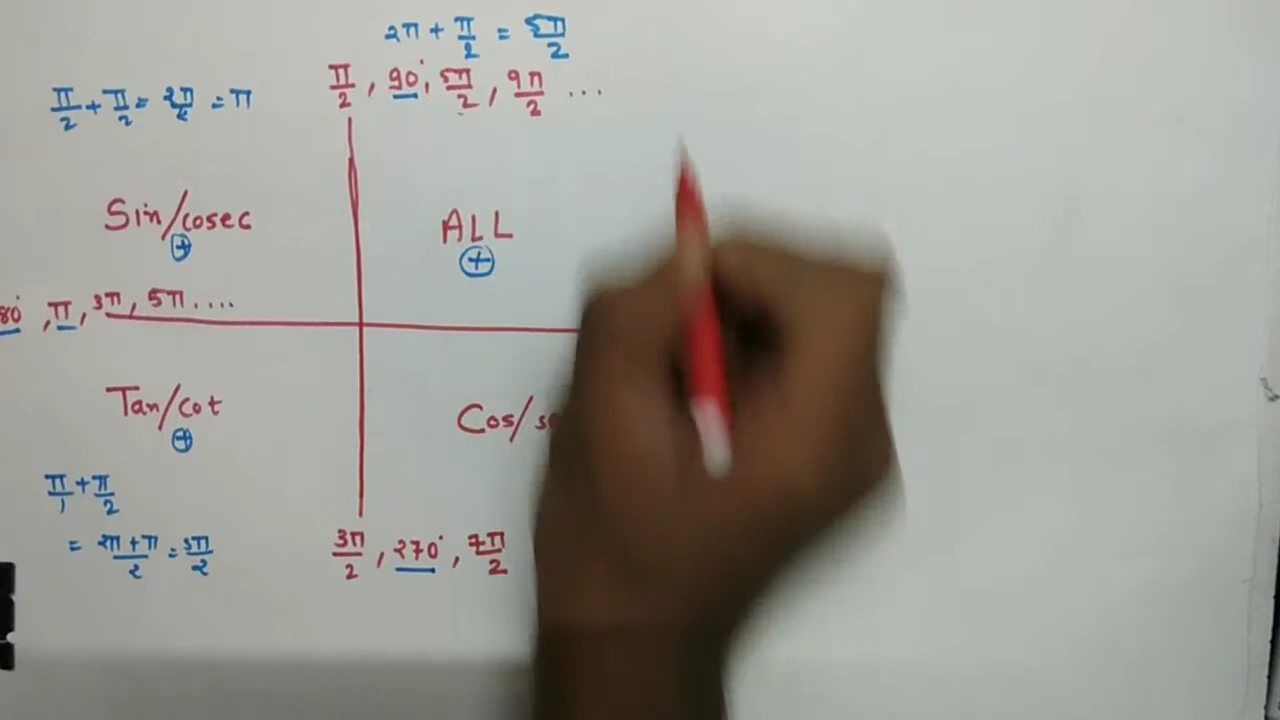 2π + π/2 = 5π/2
π/2 + π/2 = 2π/2 = π
π/2, 90°, 5π/2, 9π/2 ...
Sin/cosec
+
ALL
+
80°, π, 3π, 5π....
Tan/cot
+
Cos/
π/1 + π/2
= 2π+π/2 = 3π/2
3π/2, 270°, 7π/2